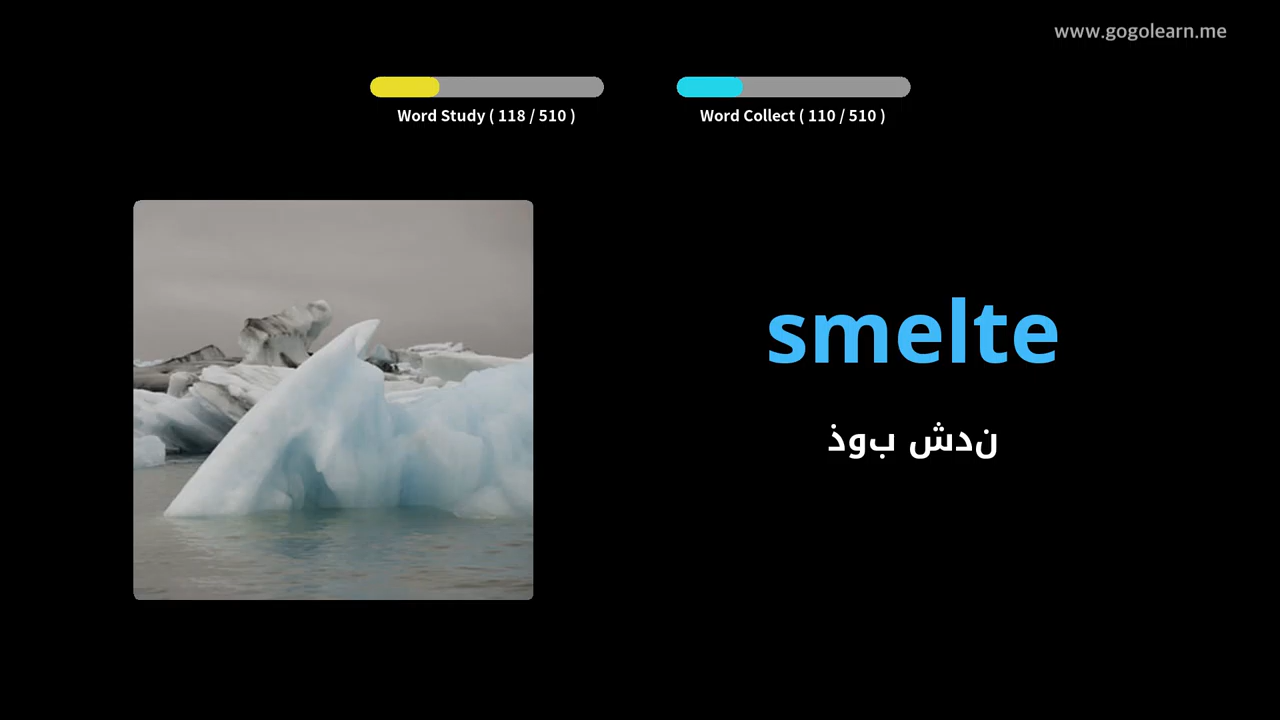 www.gogolearn.me
Word Study ( 118 / 510 )
Word Collect ( 110 / 510 )
smelte
ندش بوذ